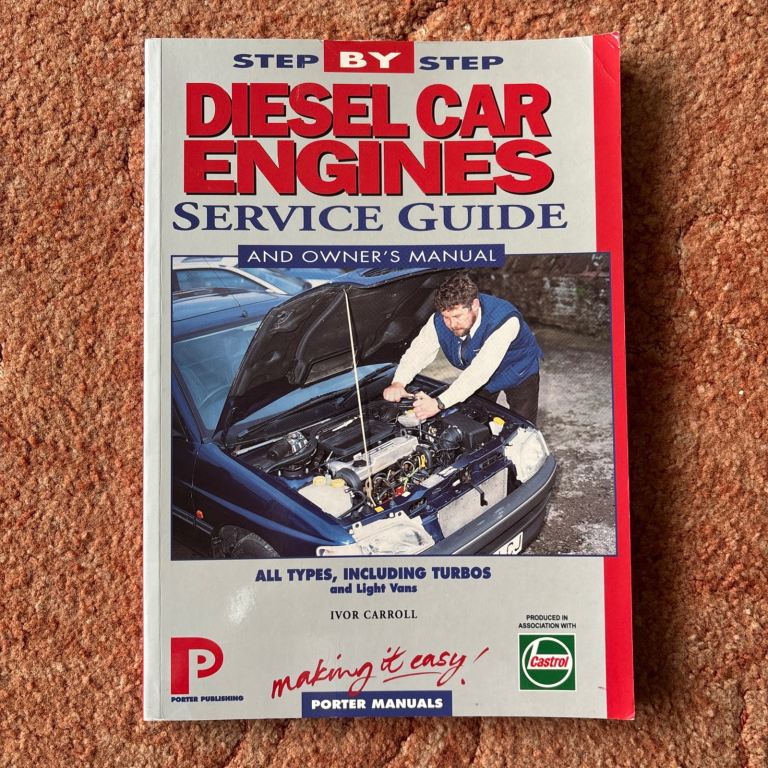 STEP BY STEP
DIESEL CAR
ENGINES
SERVICE GUIDE
AND OWNER'S MANUAL
ALL TYPES, INCLUDING TURBOS
and Light Vans
IVOR CARROLL
PRODUCED IN
ASSOCIATION WITH
Castrol
P
PORTER PUBLISHING
making it easy!
PORTER MANUALS